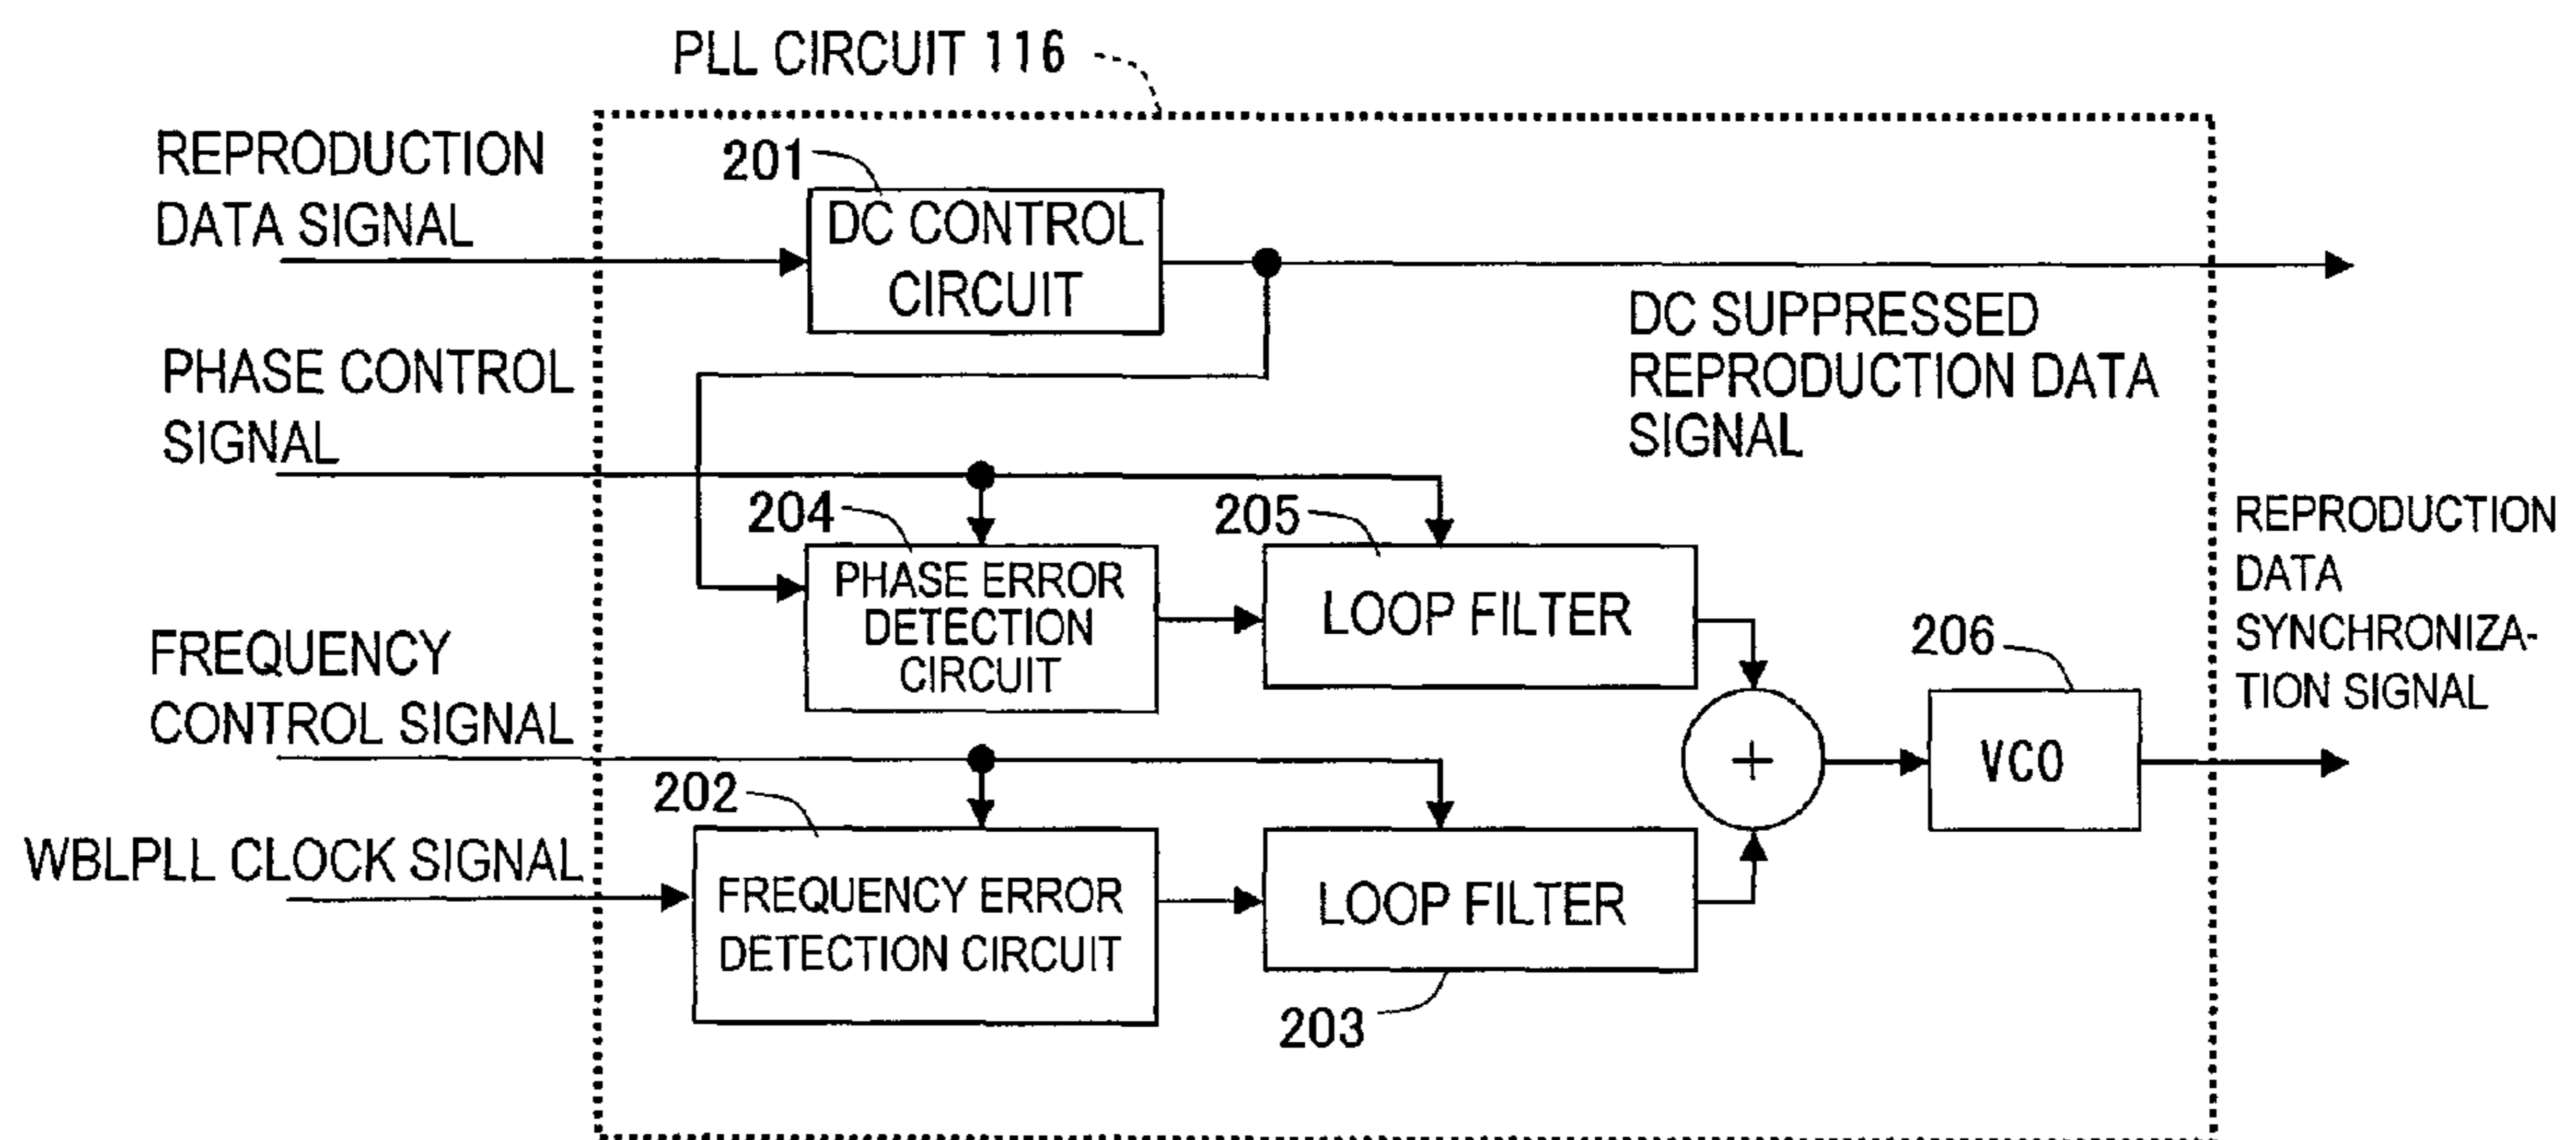 PLL CIRCUIT 116
REPRODUCTION
DATA SIGNAL
201
DC CONTROL
CIRCUIT
DC SUPPRESSED
REPRODUCTION DATA
SIGNAL
PHASE CONTROL
SIGNAL
204
PHASE ERROR
DETECTION
CIRCUIT
205
LOOP FILTER
REPRODUCTION
DATA
SYNCHRONIZA-
TION SIGNAL
206
VCO
+
FREQUENCY
CONTROL SIGNAL
202
WBLPLL CLOCK SIGNAL
FREQUENCY ERROR
DETECTION CIRCUIT
LOOP FILTER
203